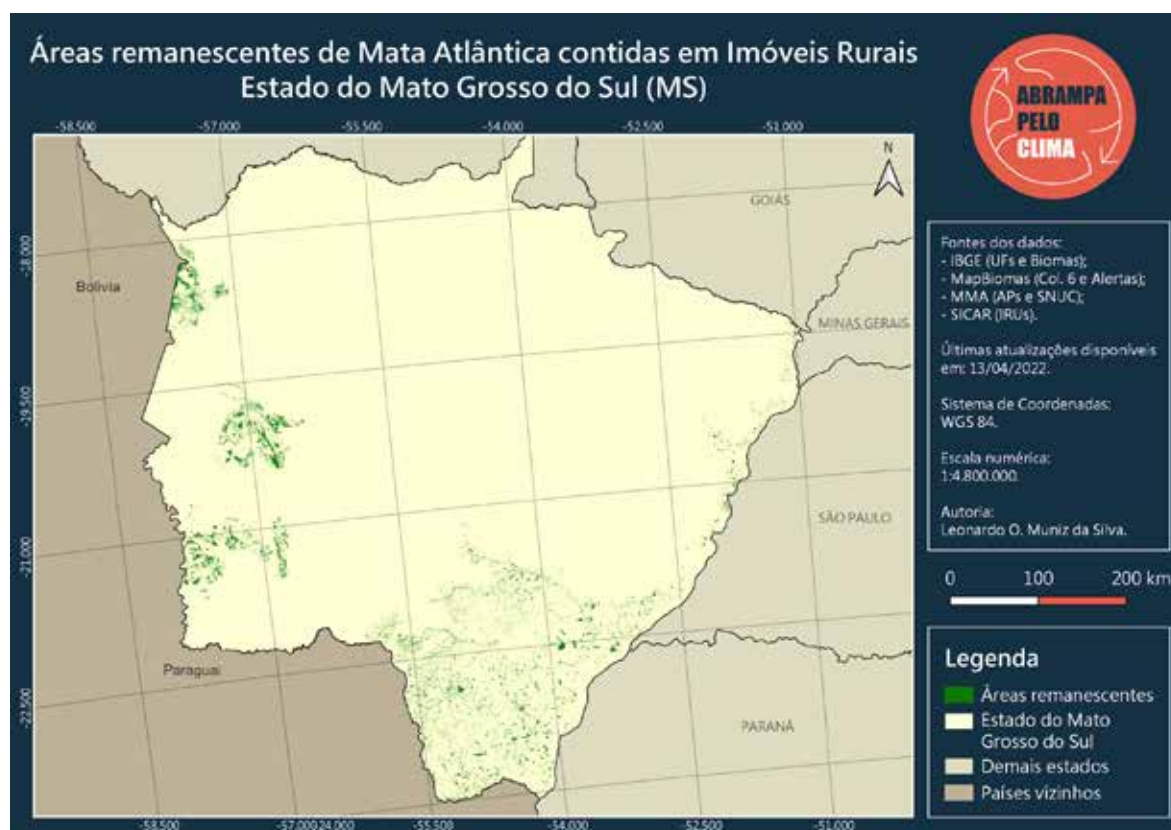 Áreas remanescentes de Mata Atlântica contidas em Imóveis Rurais
Estado do Mato Grosso do Sul (MS)
ABRAMPA
PELO
CLIMA
-58.500
-57.000
-55.500
-54.000
-52.500
-51.000
N
GOIÁS
-18.000
Bolívia
MINAS GERAIS
-19.500
SÃO PAULO
-21.000
Paraguai
-22.500
PARANÁ
-58.500
-57.000
24.000
-55.500
-54.000
-52.500
-51.000
Fontes dos dados:
- IBGE (UFs e Biomas);
- MapBiomas (Col. 6 e Alertas);
- MMA (APs e SNUC);
- SICAR (IRUs).
Últimas atualizações disponíveis
em: 13/04/2022.
Sistema de Coordenadas:
WGS 84.
Escala numérica:
1:4.800.000.
Autoria:
Leonardo O. Muniz da Silva.
0 100 200 km
Legenda
Áreas remanescentes
Estado do Mato
Grosso do Sul
Demais estados
Países vizinhos